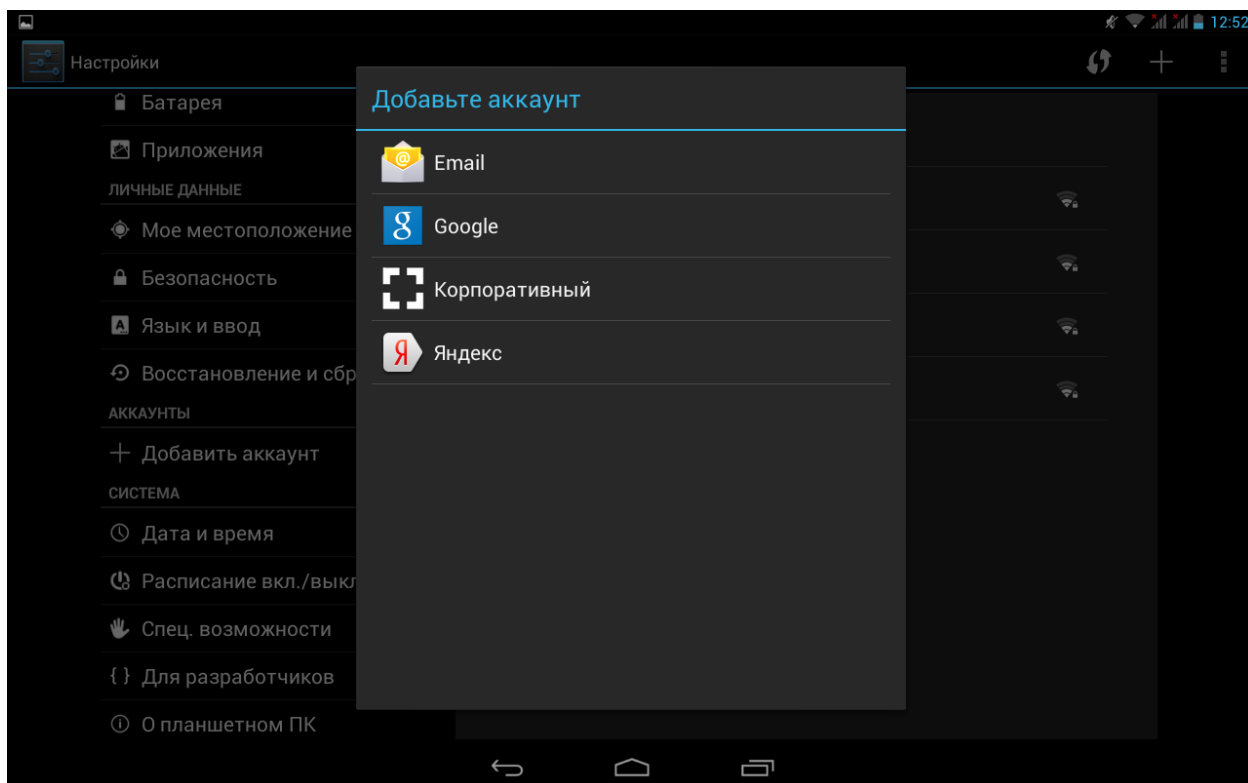 12:52
Настройки
Батарея
Приложения
ЛИЧНЫЕ ДАННЫЕ
Мое местоположение
Безопасность
Язык и ввод
Восстановление и сбр
АККАУНТЫ
Добавить аккаунт
СИСТЕМА
Дата и время
Расписание вкл./выкл
Спец. возможности
{ } Для разработчиков
О планшетном ПК
Добавьте аккаунт
Email
Google
Корпоративный
Яндекс